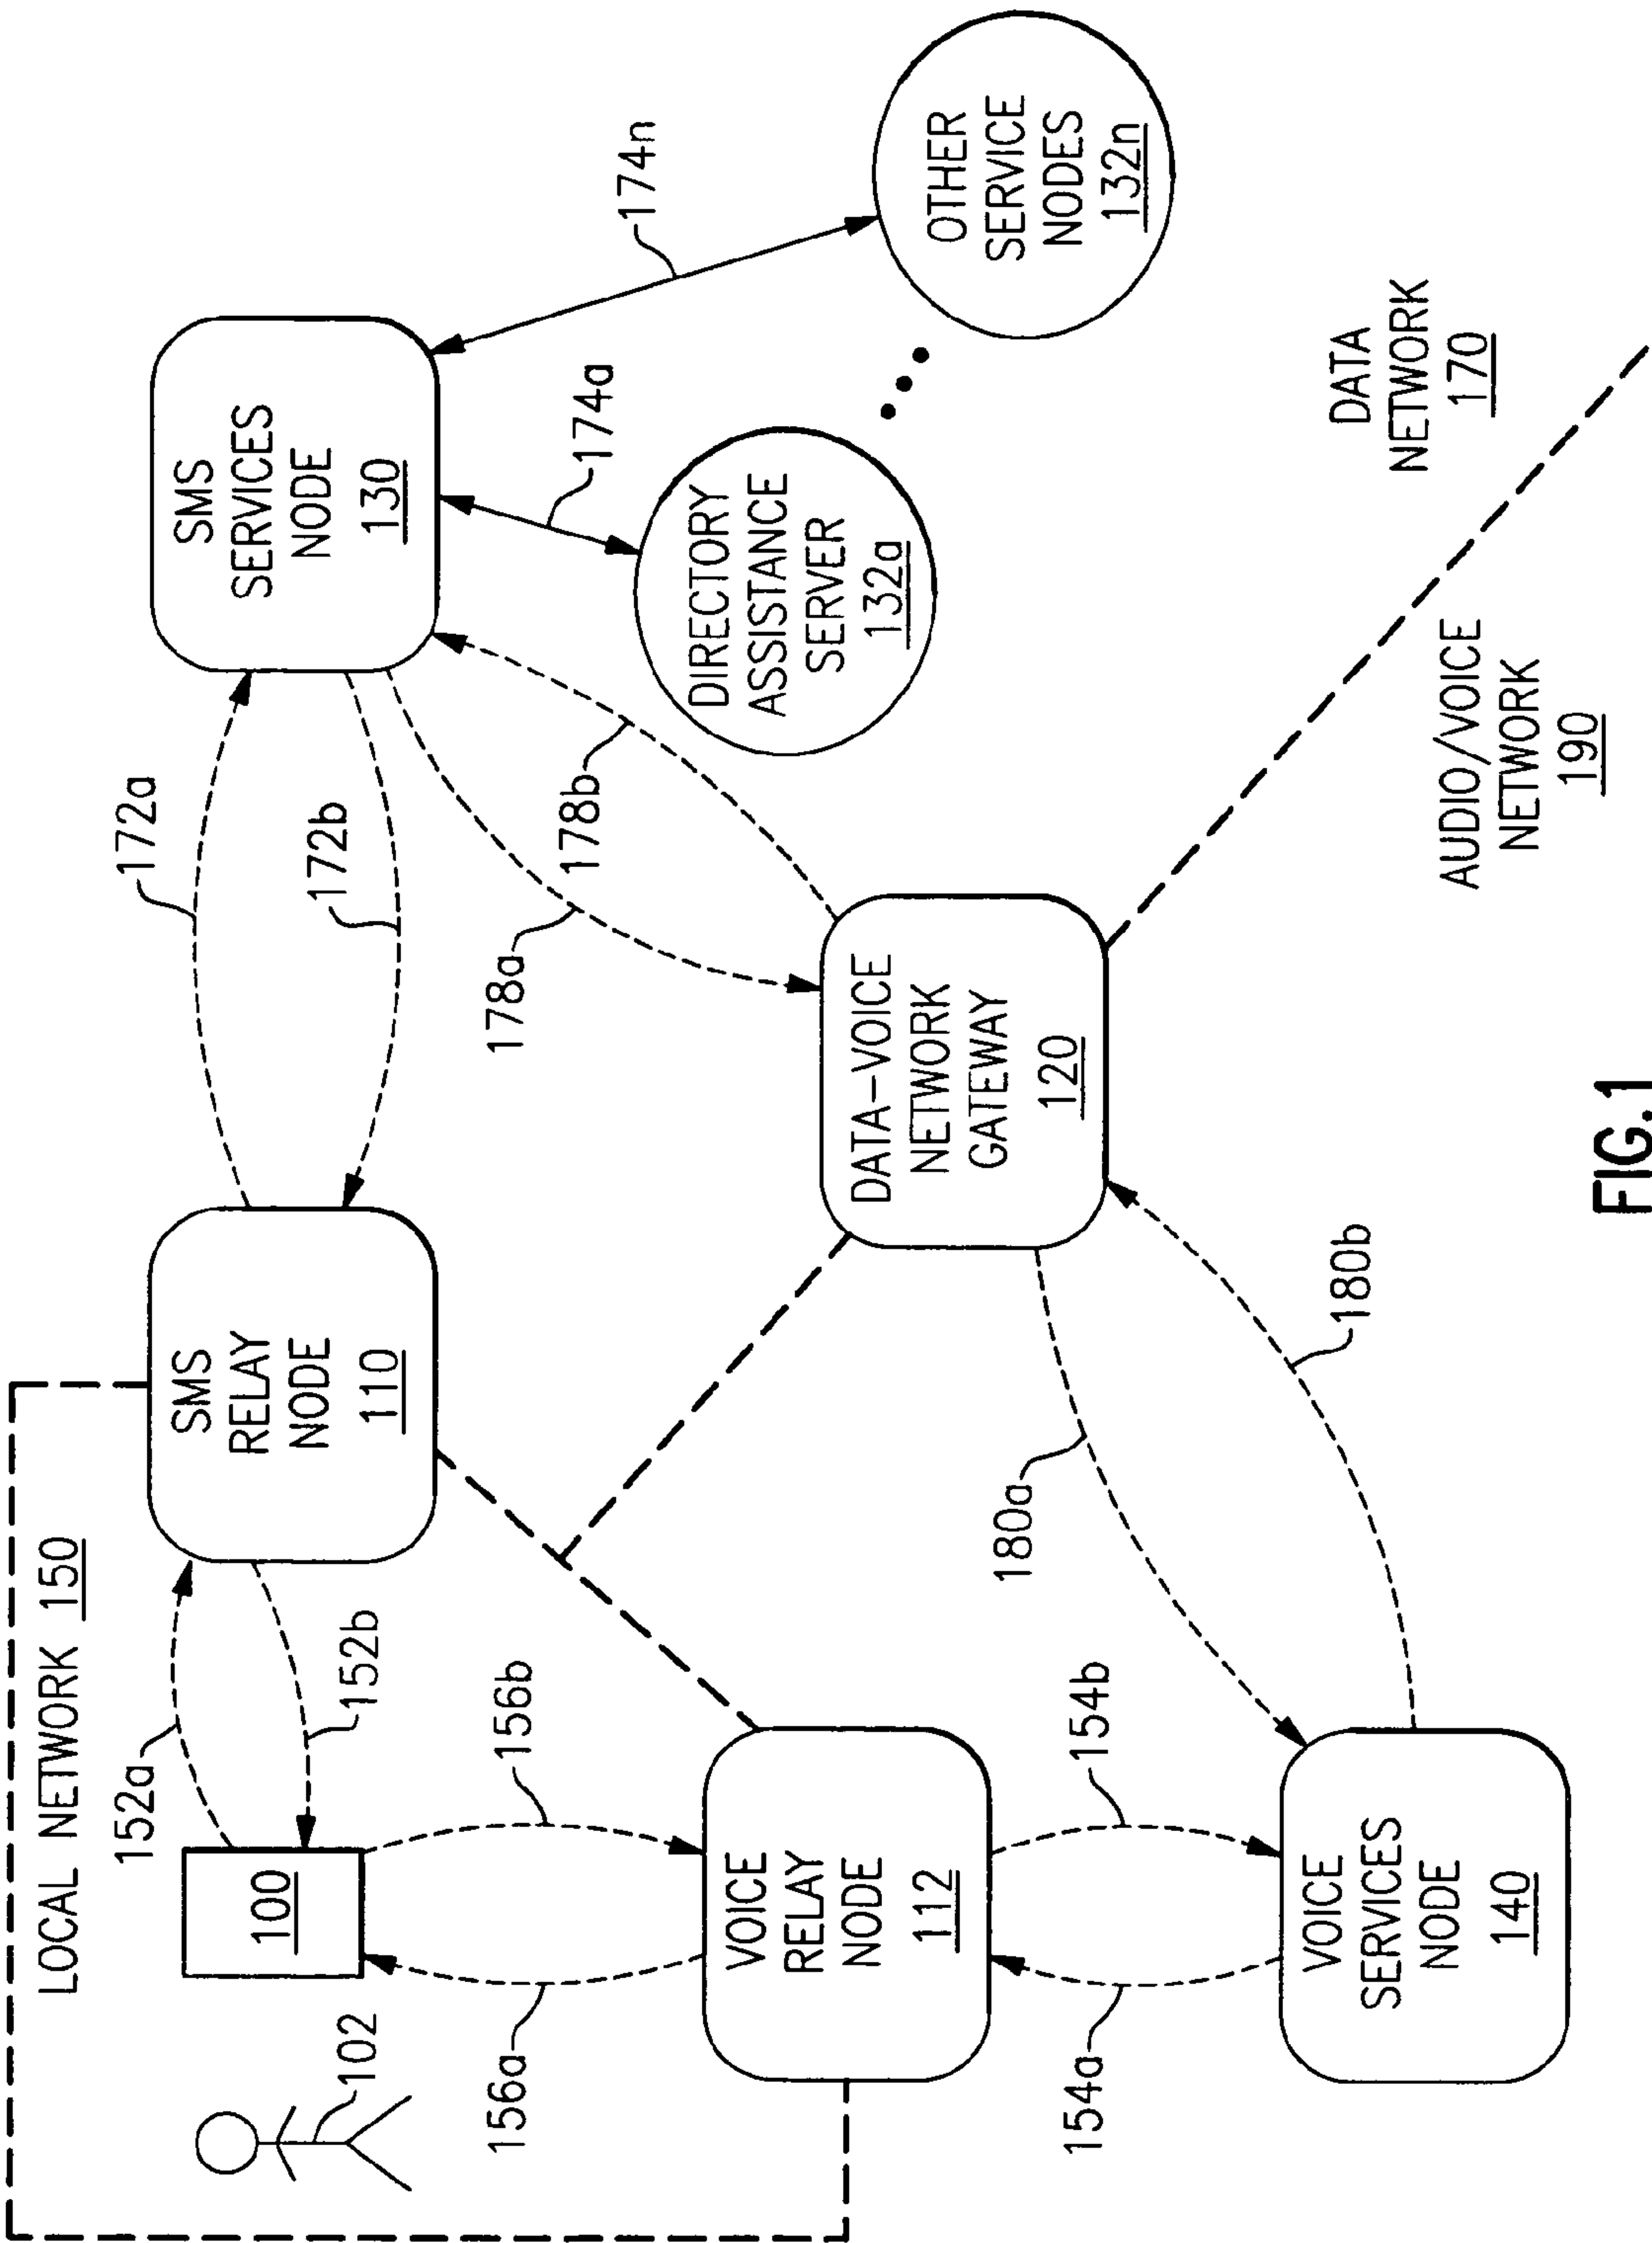 LOCAL NETWORK 150
102
100
152a
152b
SMS
RELAY
NODE
110
172a
172b
SMS
SERVICES
NODE
130
174n
174a
OTHER
SERVICE
NODES
132n
DIRECTORY
ASSISTANCE
SERVER
132a
178a
178b
156a
156b
VOICE
RELAY
NODE
112
DATA-VOICE
NETWORK
GATEWAY
120
154a
154b
180a
180b
VOICE
SERVICES
NODE
140
DATA
NETWORK
170
AUDIO/VOICE
NETWORK
190
FIG.1